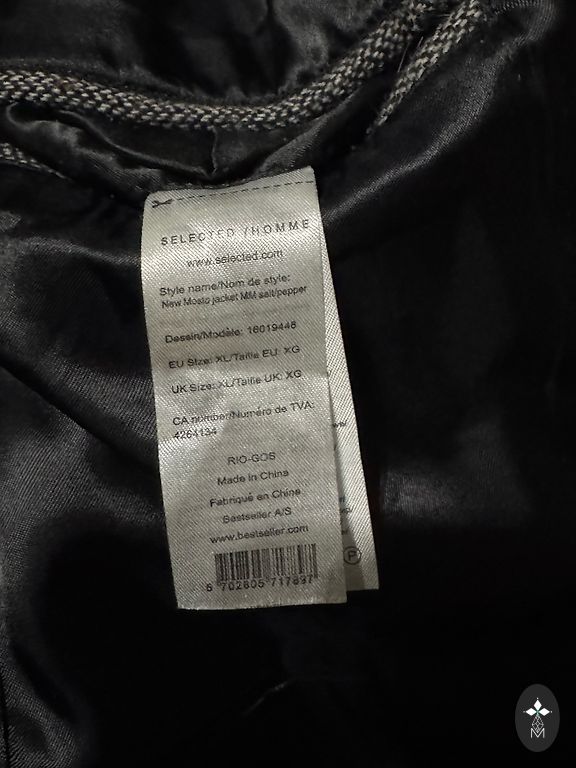 SELECTED / HOMME
www.selected.com
Style name/Nom de style:
New Mosto jacket MM salt/pepper
Dessin/Modèle: 16019446
EU Size: XL/Taille EU: XG
UK Size: XL/Taille UK: XG
CA number/Numéro de TVA:
4264134
RIO-GOS
Made in China
Fabriqué en Chine
Bestseller A/S
www.bestseller.com
5 702805 717897
P
M